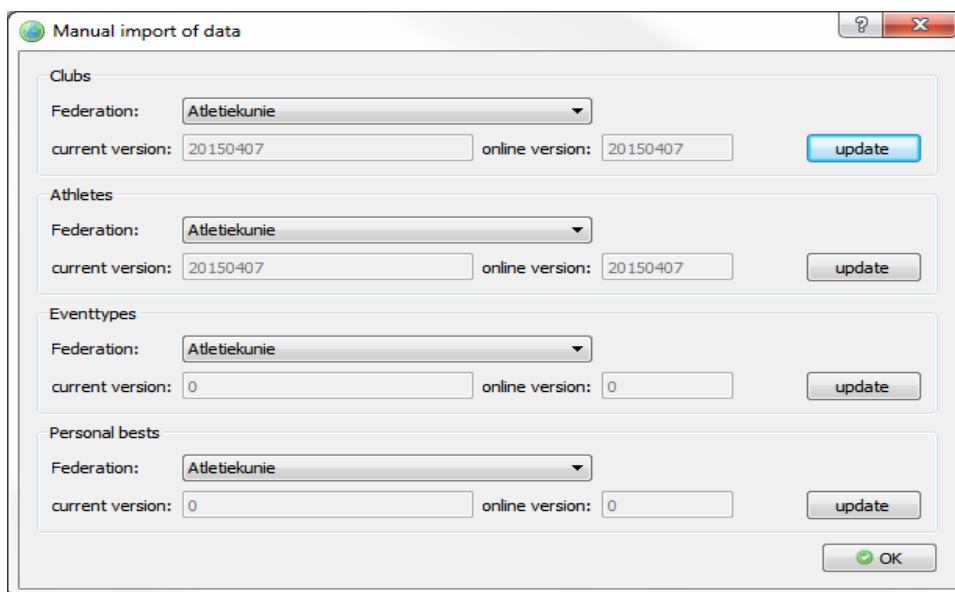 Manual import of data
?
Clubs
Federation: Atletiekunie
current version: 20150407 online version: 20150407 update
Athletes
Federation: Atletiekunie
current version: 20150407 online version: 20150407 update
Eventtypes
Federation: Atletiekunie
current version: 0 online version: 0 update
Personal bests
Federation: Atletiekunie
current version: 0 online version: 0 update
OK